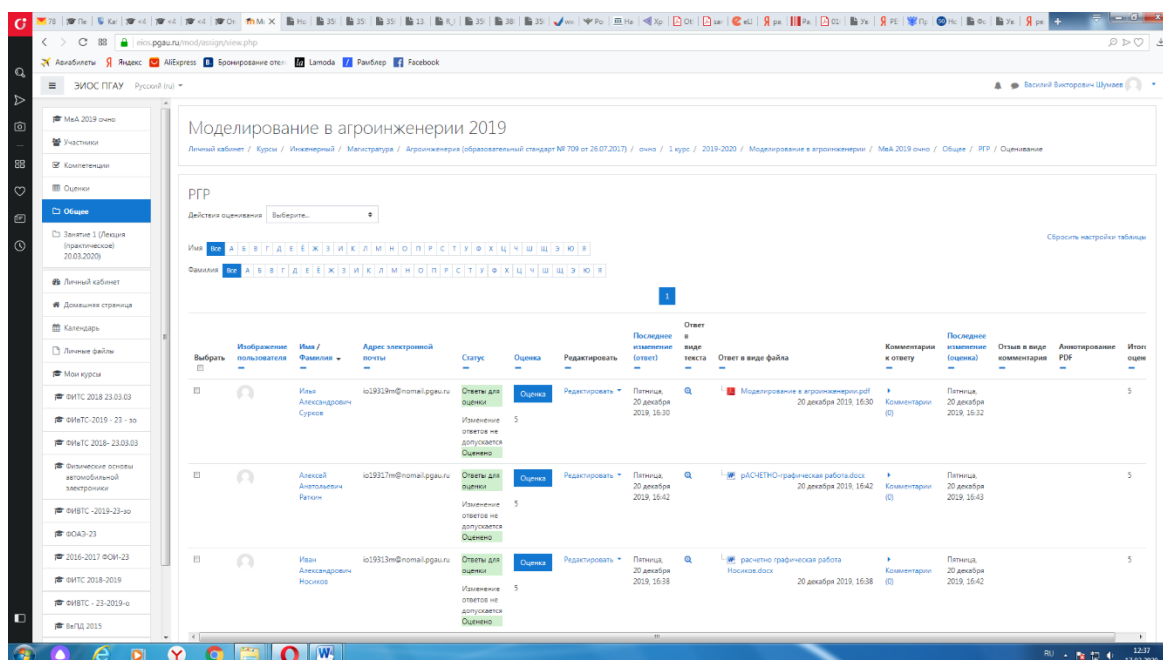 eios.pgau.ru/mod/assign/view.php
Авиабилеты Яндекс AliExpress Бронирование отел Lamoda Рамблер Facebook
ЭИОС ПГАУ Русский (ru)
Василий Викторович Шумаев
МвА 2019 очно
Участники
Компетенции
Оценки
Общее
Занятие 1 (Лекция
(практическое)
20.03.2020)
Личный кабинет
Домашняя страница
Календарь
Личные файлы
Мои курсы
ФИТС 2018 23.03.03
ФИвТС-2019 - 23 - зо
ФИвТС 2018- 23.03.03
Физические основы
автомобильной
электроники
ФИВТС -2019-23-зо
ФОАЭ-23
2016-2017 ФОИ-23
ФИТС 2018-2019
ФИВТС - 23-2019-о
ВвПД 2015
Моделирование в агроинженерии 2019
Личный кабинет / Курсы / Инженерный / Магистратура / Агроинженерия (образовательный стандарт № 709 от 26.07.2017) / очно / 1 курс / 2019-2020 / Моделирование в агроинженерии / МвА 2019 очно / Общее / РГР / Оценивание
РГР
Действия оценивания Выберите...
Сбросить настройки таблицы
Имя Все А Б В Г Д Е Ё Ж З И К Л М Н О П Р С Т У Ф Х Ц Ч Ш Щ Э Ю Я
Фамилия Все А Б В Г Д Е Ё Ж З И К Л М Н О П Р С Т У Ф Х Ц Ч Ш Щ Э Ю Я
1
Выбрать
Изображение
пользователя
Имя /
Фамилия
Адрес электронной
почты
Статус
Оценка
Редактировать
Последнее
изменение
(ответ)
Ответ
в
виде
текста
Ответ в виде файла
Комментарии
к ответу
Последнее
изменение
(оценка)
Отзыв в виде
комментария
Аннотирование
PDF
Итого
оцен
Илья
Александрович
Сурков
io19319m@nomail.pgau.ru
Ответы для
оценки
Изменение
ответов не
допускается
Оценено
Оценка
5
Редактировать
Пятница,
20 декабря
2019, 16:30
Моделирование в агроинженерии.pdf
20 декабря 2019, 16:30
Комментарии
(0)
Пятница,
20 декабря
2019, 16:32
5
Алексей
Анатольевич
Раткин
io19317m@nomail.pgau.ru
Ответы для
оценки
Изменение
ответов не
допускается
Оценено
Оценка
5
Редактировать
Пятница,
20 декабря
2019, 16:42
рАСЧЕТНО-графическая работа.docx
20 декабря 2019, 16:42
Комментарии
(0)
Пятница,
20 декабря
2019, 16:43
5
Иван
Александрович
Носиков
io19313m@nomail.pgau.ru
Ответы для
оценки
Изменение
ответов не
допускается
Оценено
Оценка
5
Редактировать
Пятница,
20 декабря
2019, 16:38
расчетно графическая работа
Носиков.docx
20 декабря 2019, 16:38
Комментарии
(0)
Пятница,
20 декабря
2019, 16:42
5
RU
12:37